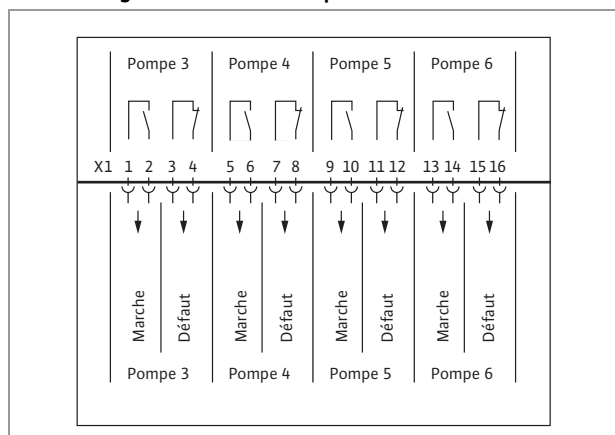 Pompe 3 Pompe 4 Pompe 5 Pompe 6
X1 1 2 3 4 5 6 7 8 9 10 11 12 13 14 15 16
Marche Défaut Marche Défaut Marche Défaut Marche Défaut
Pompe 3 Pompe 4 Pompe 5 Pompe 6